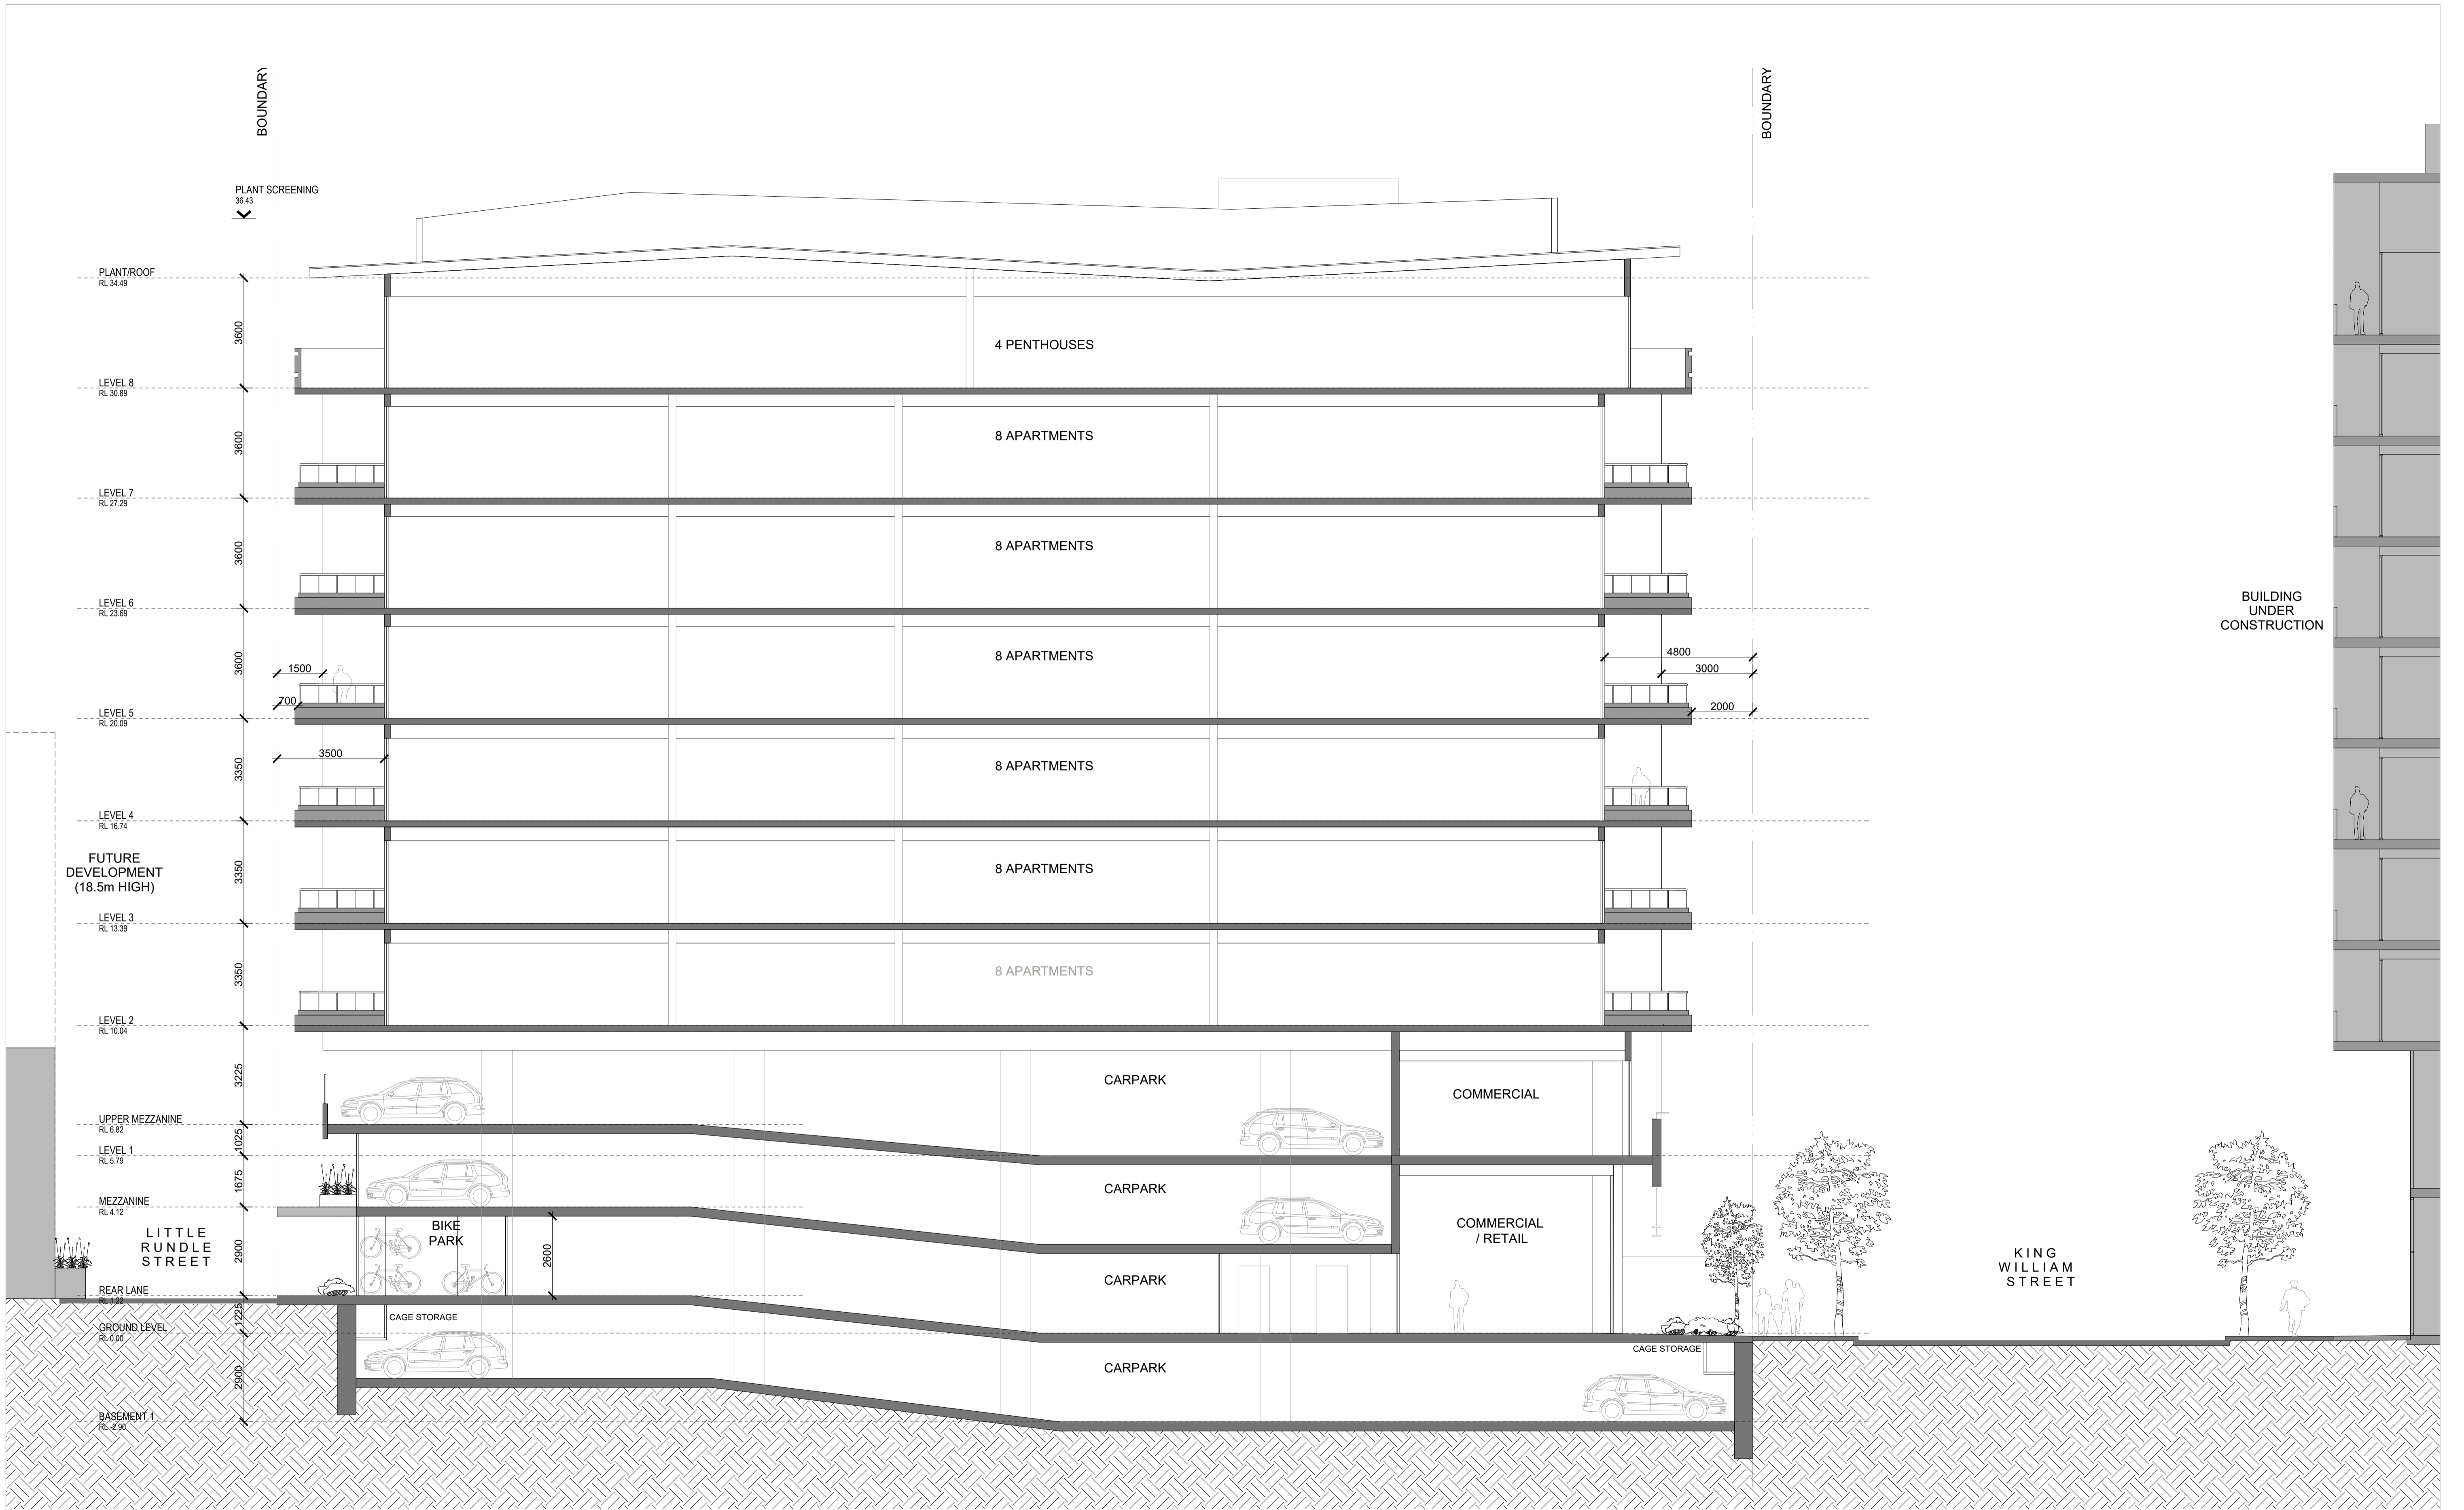 BOUNDARY
BOUNDARY
PLANT SCREENING
36.43
PLANT/ROOF
RL 34.49
3600
4 PENTHOUSES
LEVEL 8
RL 30.89
3600
8 APARTMENTS
LEVEL 7
RL 27.29
3600
8 APARTMENTS
LEVEL 6
RL 23.69
BUILDING
UNDER
CONSTRUCTION
3600
8 APARTMENTS
1500
700
4800
3000
2000
LEVEL 5
RL 20.09
3350
3500
8 APARTMENTS
LEVEL 4
RL 16.74
FUTURE
DEVELOPMENT
(18.5m HIGH)
3350
8 APARTMENTS
LEVEL 3
RL 13.39
3350
8 APARTMENTS
LEVEL 2
RL 10.04
3225
CARPARK
COMMERCIAL
UPPER MEZZANINE
RL 6.82
1025
LEVEL 1
RL 5.79
1675
CARPARK
MEZZANINE
RL 4.12
LITTLE
RUNDLE
STREET
2900
BIKE
PARK
2600
COMMERCIAL
/ RETAIL
CARPARK
KING
WILLIAM
STREET
REAR LANE
RL 1.22
1225
CAGE STORAGE
GROUND LEVEL
RL 0.00
CAGE STORAGE
2900
CARPARK
BASEMENT 1
RL -2.90